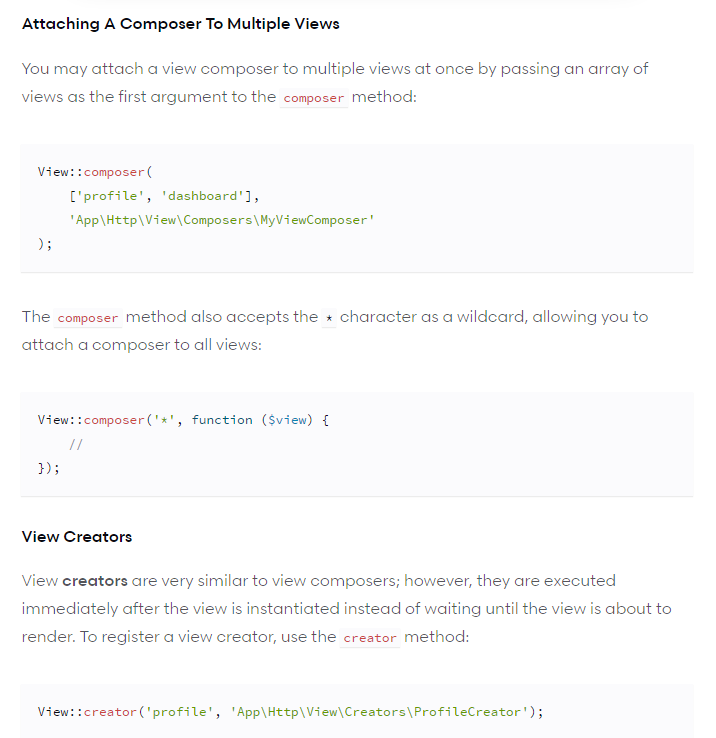 Attaching A Composer To Multiple Views
You may attach a view composer to multiple views at once by passing an array of
views as the first argument to the composer method:
View::composer(
    ['profile', 'dashboard'],
    'App\Http\View\Composers\MyViewComposer'
);
The composer method also accepts the * character as a wildcard, allowing you to
attach a composer to all views:
View::composer('*', function ($view) {
    //
});
View Creators
View creators are very similar to view composers; however, they are executed
immediately after the view is instantiated instead of waiting until the view is about to
render. To register a view creator, use the creator method:
View::creator('profile', 'App\Http\View\Creators\ProfileCreator');